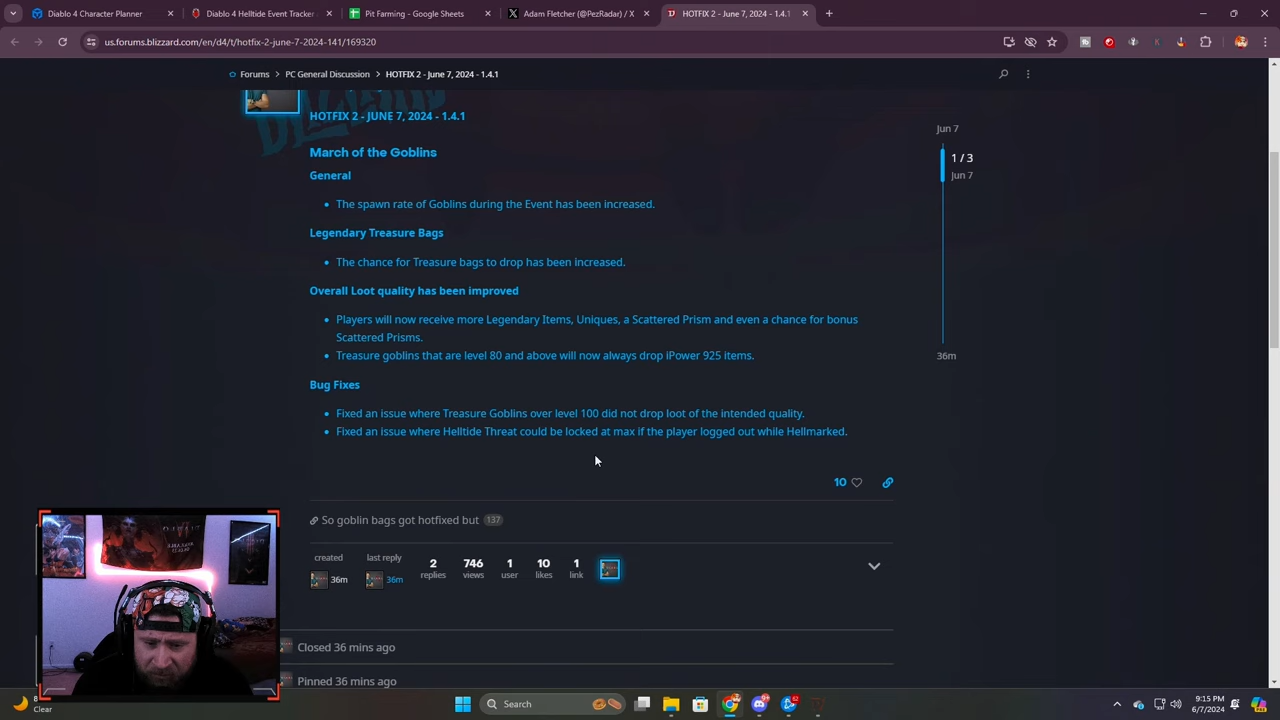 Diablo 4 Character Planner
Diablo 4 Helltide Event Tracker
Pit Farming - Google Sheets
Adam Fletcher (@PezRadar) / X
HOTFIX 2 - June 7, 2024 - 1.4.1
us.forums.blizzard.com/en/d4/t/hotfix-2-june-7-2024-141/169320
Forums > PC General Discussion > HOTFIX 2 - June 7, 2024 - 1.4.1
HOTFIX 2 - JUNE 7, 2024 - 1.4.1
Jun 7
March of the Goblins
1 / 3
General
Jun 7
• The spawn rate of Goblins during the Event has been increased.
Legendary Treasure Bags
• The chance for Treasure bags to drop has been increased.
Overall Loot quality has been improved
• Players will now receive more Legendary Items, Uniques, a Scattered Prism and even a chance for bonus
Scattered Prisms.
• Treasure goblins that are level 80 and above will now always drop iPower 925 items.
36m
Bug Fixes
• Fixed an issue where Treasure Goblins over level 100 did not drop loot of the intended quality.
• Fixed an issue where Helltide Threat could be locked at max if the player logged out while Hellmarked.
10
So goblin bags got hotfixed but 137
created last reply 2 746 1 10 1
36m 36m replies views user likes link
Closed 36 mins ago
Pinned 36 mins ago
Clear
Search
9:15 PM
6/7/2024